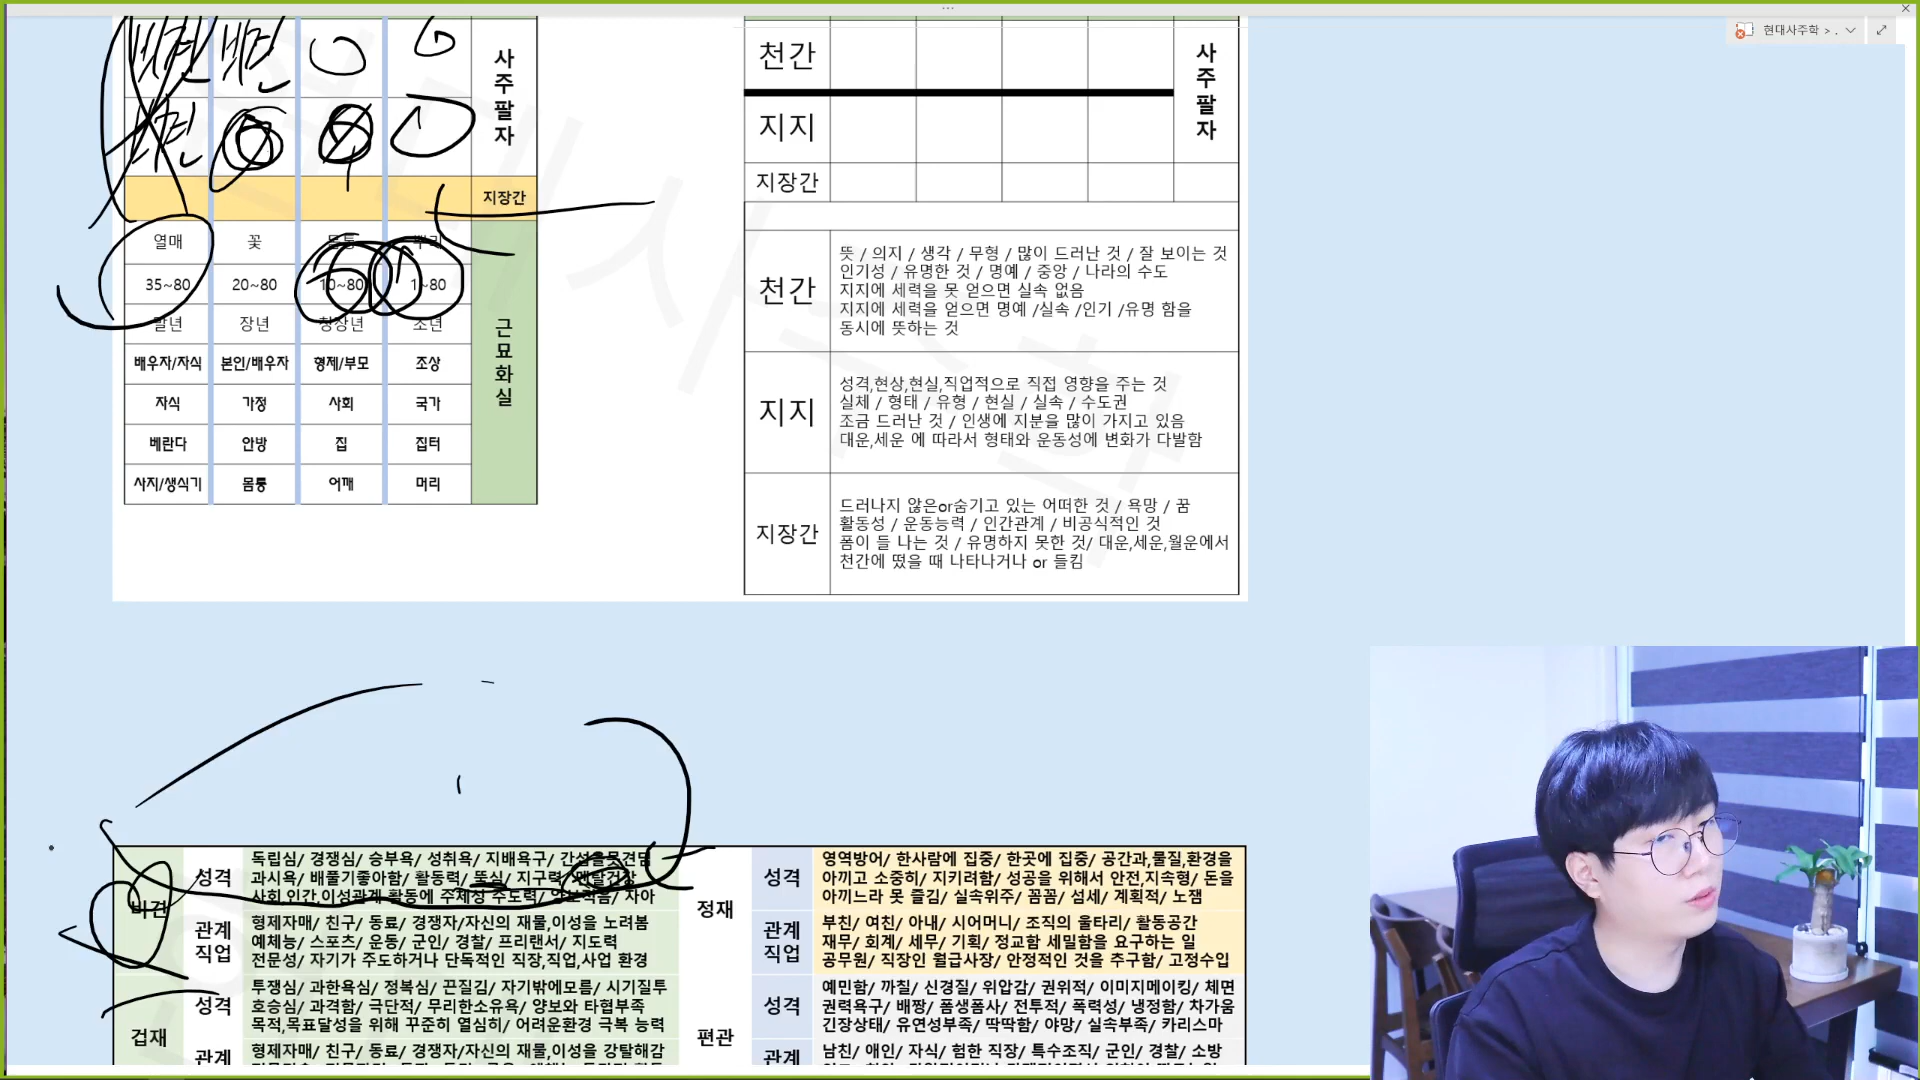 현대사주학 > .
비견 비견
비견
사주팔자
지장간
열매 꽃
35~80 20~80 10~80 1~80
말년 장년 청장년 초년
배우자/자식 본인/배우자 형제/부모 조상
자식 가정 사회 국가
베란다 안방 집 집터
사지/생식기 몸통 어깨 머리
근묘화실
천간
지지
지장간
사주팔자
천간
뜻 / 의지 / 생각 / 무형 / 많이 드러난 것 / 잘 보이는 것
인기성 / 유명한 것 / 명예 / 중앙 / 나라의 수도
지지에 세력을 못 얻으면 실속 없음
지지에 세력을 얻으면 명예 /실속 /인기 /유명 함을
동시에 뜻하는 것
지지
성격,현상,현실,직업적으로 직접 영향을 주는 것
실체 / 형태 / 유형 / 현실 / 실속 / 수도권
조금 드러난 것 / 인생에 지분을 많이 가지고 있음
대운,세운 에 따라서 형태와 운동성에 변화가 다발함
지장간
드러나지 않은or숨기고 있는 어떠한 것 / 욕망 / 꿈
활동성 / 운동능력 / 인간관계 / 비공식적인 것
폼이 들 나는 것 / 유명하지 못한 것/ 대운,세운,월운에서
천간에 떴을 때 나타나거나 or 들킴
비견
성격
독립심/ 경쟁심/ 승부욕/ 성취욕/ 지배욕구/ 간섭을못견딤
과시욕/ 배풀기좋아함/ 활동력/ 뚝심/ 지구력/ 멘탈건강
사회,인간,이성관계 활동에 주체성 주도력/ 양보적음/ 자아
관계
직업
형제자매/ 친구/ 동료/ 경쟁자/자신의 재물,이성을 노려봄
예체능/ 스포츠/ 운동/ 군인/ 경찰/ 프리랜서/ 지도력
전문성/ 자기가 주도하거나 단독적인 직장,직업,사업 환경
겁재
성격
투쟁심/ 과한욕심/ 정복심/ 끈질김/ 자기밖에모름/ 시기질투
호승심/ 과격함/ 극단적/ 무리한소유욕/ 양보와 타협부족
목적,목표달성을 위해 꾸준히 열심히/ 어려운환경 극복 능력
관계
형제자매/ 친구/ 동료/ 경쟁자/자신의 재물,이성을 강탈해감
정재
성격
영역방어/ 한사람에 집중/ 한곳에 집중/ 공간과,물질,환경을
아끼고 소중히/ 지키려함/ 성공을 위해서 안전,지속형/ 돈을
아끼느라 못 즐김/ 실속위주/ 꼼꼼/ 섬세/ 계획적/ 노잼
관계
직업
부친/ 여친/ 아내/ 시어머니/ 조직의 울타리/ 활동공간
재무/ 회계/ 세무/ 기획/ 정교함 세밀함을 요구하는 일
공무원/ 직장인 월급사장/ 안정적인 것을 추구함/ 고정수입
편관
성격
예민함/ 까칠/ 신경질/ 위압감/ 권위적/ 이미지메이킹/ 체면
권력욕구/ 배짱/ 폼생폼사/ 전투적/ 폭력성/ 냉정함/ 차가움
긴장상태/ 유연성부족/ 딱딱함/ 야망/ 실속부족/ 카리스마
관계
남친/ 애인/ 자식/ 험한 직장/ 특수조직/ 군인/ 경찰/ 소방